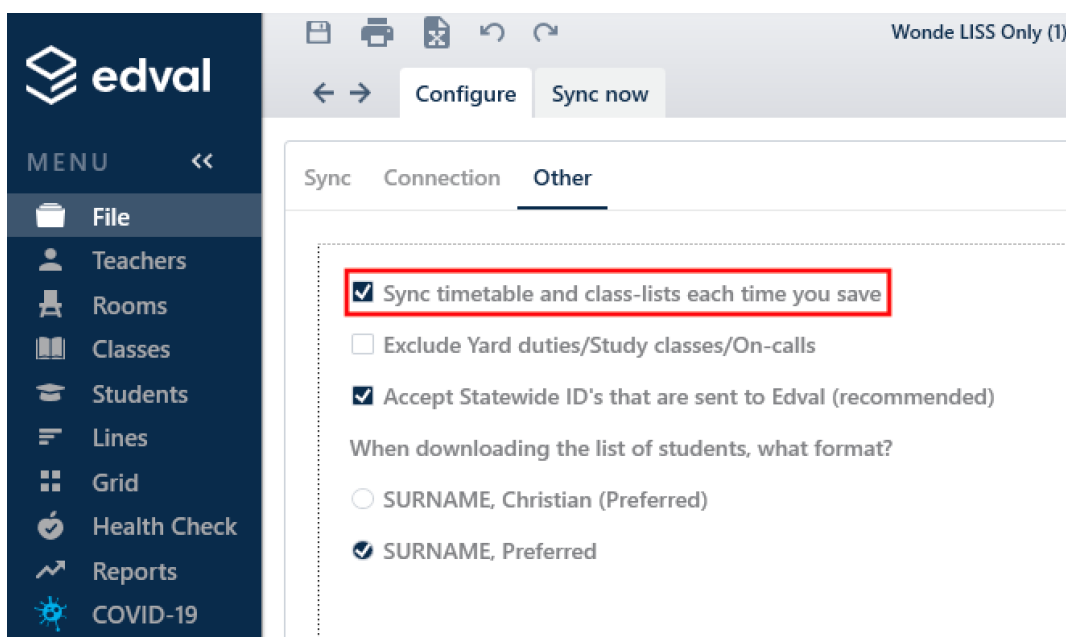 Wonde LISS Only (1)
edval
Configure
Sync now
MENU
Sync
Connection
Other
File
Teachers
Rooms
Classes
Students
Lines
Grid
Health Check
Reports
COVID-19
Sync timetable and class-lists each time you save
Exclude Yard duties/Study classes/On-calls
Accept Statewide ID's that are sent to Edval (recommended)
When downloading the list of students, what format?
SURNAME, Christian (Preferred)
SURNAME, Preferred